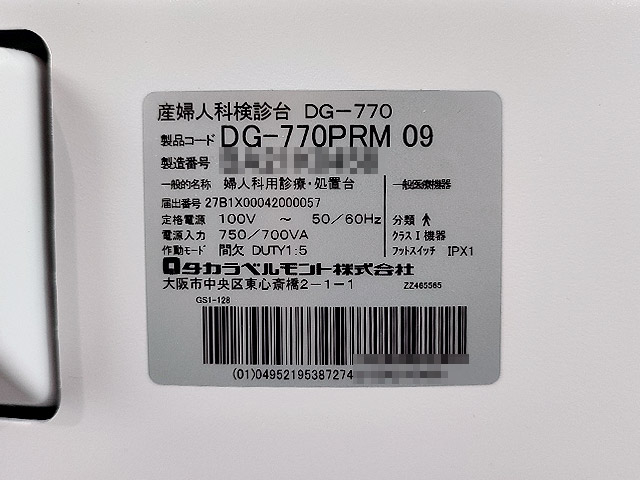 産婦人科検診台 DG-770
製品コード DG-770PRM 09
製造番号
一般的名称 婦人科用診療・処置台 一般医療機器
届出番号 27B1X00042000057
定格電源 100V ～ 50/60Hz 分類
電源入力 750/700VA クラスⅠ機器
作動モード 間欠 DUTY1:5 フットスイッチ IPX1
タカラベルモント株式会社
大阪市中央区東心斎橋2-1-1 ZZ465565
GS1-128
(01)04952195387274